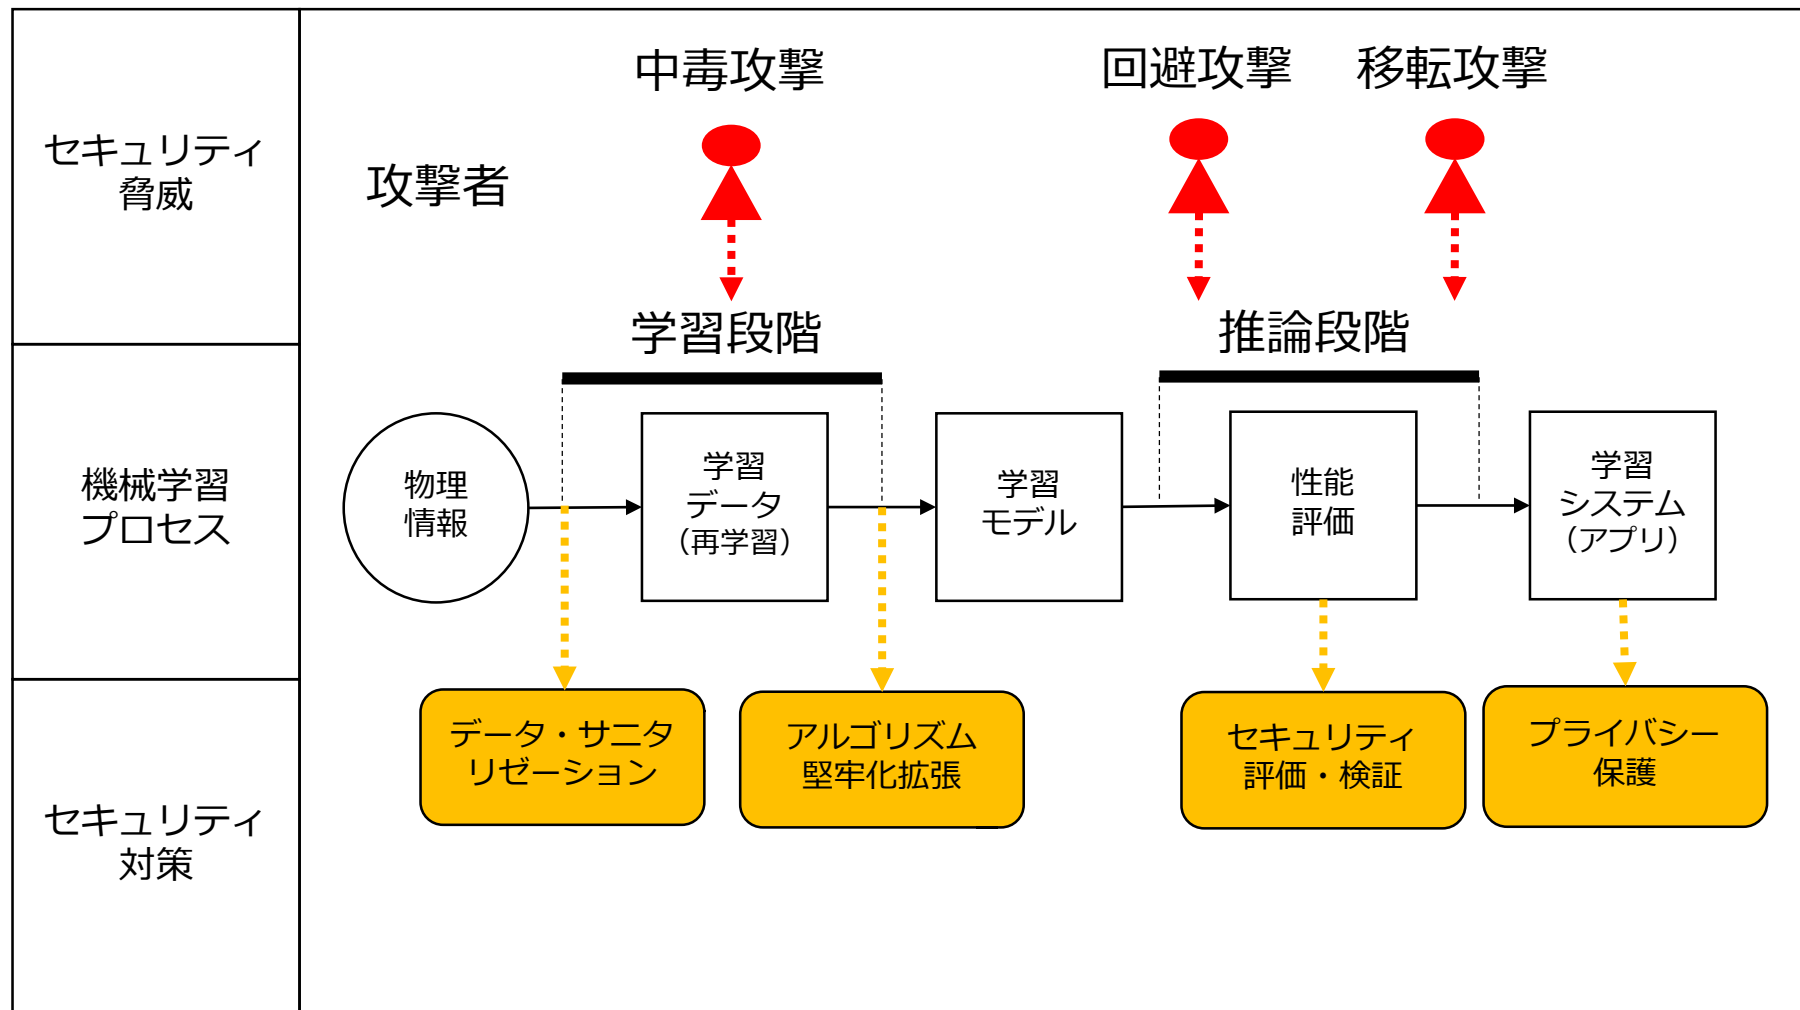 セキュリティ
脅威
攻撃者
中毒攻撃
回避攻撃
移転攻撃
学習段階
推論段階
機械学習
プロセス
物理
情報
学習
データ
（再学習）
学習
モデル
性能
評価
学習
システム
（アプリ）
セキュリティ
対策
データ・サニタ
リゼーション
アルゴリズム
堅牢化拡張
セキュリティ
評価・検証
プライバシー
保護